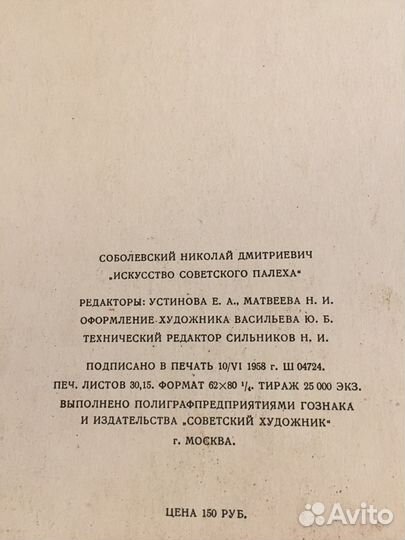 СОБОЛЕВСКИЙ НИКОЛАЙ ДМИТРИЕВИЧ
„ИСКУССТВО СОВЕТСКОГО ПАЛЕХА“
РЕДАКТОРЫ: УСТИНОВА Е. А., МАТВЕЕВА Н. И.
ОФОРМЛЕНИЕ ХУДОЖНИКА ВАСИЛЬЕВА Ю. Б.
ТЕХНИЧЕСКИЙ РЕДАКТОР СИЛЬНИКОВ Н. И.
ПОДПИСАНО В ПЕЧАТЬ 10/VI 1958 г. Ш 04724.
ПЕЧ. ЛИСТОВ 30,15. ФОРМАТ 62×80 ¼. ТИРАЖ 25 000 ЭКЗ.
ВЫПОЛНЕНО ПОЛИГРАФПРЕДПРИЯТИЯМИ ГОЗНАКА
И ИЗДАТЕЛЬСТВА „СОВЕТСКИЙ ХУДОЖНИК“
г. МОСКВА.
ЦЕНА 150 РУБ.
Avito